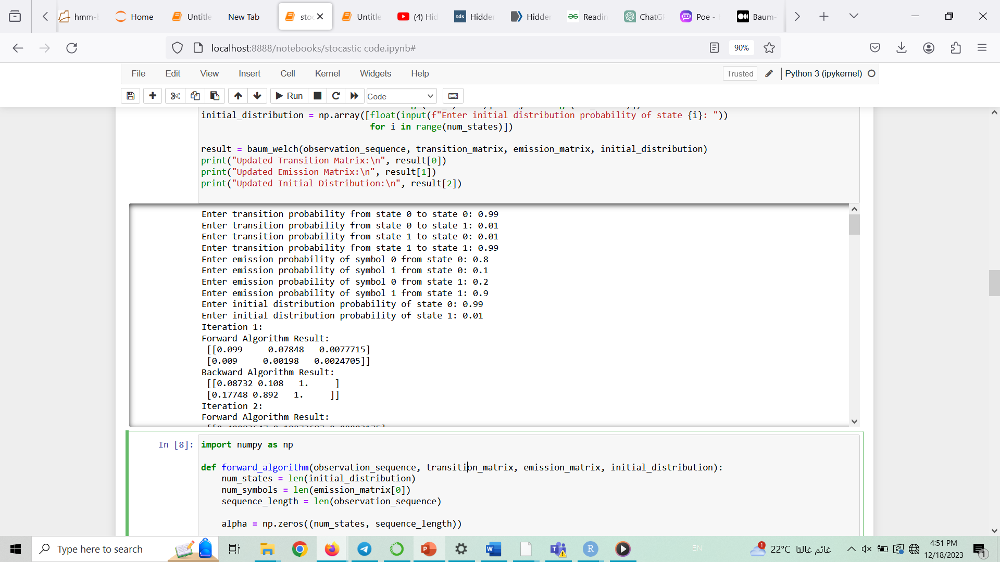 hmm-
Home
Untitle
New Tab
sto
Untitle
(4) Hid
tds Hidde
Hidde
Readin
ChatG
Poe -
Baum-
localhost:8888/notebooks/stocastic code.ipynb#
90%
File Edit View Insert Cell Kernel Widgets Help
Trusted
Python 3 (ipykernel)
Run
Code
initial_distribution = np.array([float(input(f"Enter initial distribution probability of state {i}: "))
for i in range(num_states)])
result = baum_welch(observation_sequence, transition_matrix, emission_matrix, initial_distribution)
print("Updated Transition Matrix:\n", result[0])
print("Updated Emission Matrix:\n", result[1])
print("Updated Initial Distribution:\n", result[2])
Enter transition probability from state 0 to state 0: 0.99
Enter transition probability from state 0 to state 1: 0.01
Enter transition probability from state 1 to state 0: 0.01
Enter transition probability from state 1 to state 1: 0.99
Enter emission probability of symbol 0 from state 0: 0.8
Enter emission probability of symbol 1 from state 0: 0.1
Enter emission probability of symbol 0 from state 1: 0.2
Enter emission probability of symbol 1 from state 1: 0.9
Enter initial distribution probability of state 0: 0.99
Enter initial distribution probability of state 1: 0.01
Iteration 1:
Forward Algorithm Result:
[[0.099     0.07848   0.0077715]
[0.009     0.00198   0.0024705]]
Backward Algorithm Result:
[[0.08732 0.108   1.     ]
[0.17748 0.892   1.     ]]
Iteration 2:
Forward Algorithm Result:
In [8]:
import numpy as np
def forward_algorithm(observation_sequence, transition_matrix, emission_matrix, initial_distribution):
num_states = len(initial_distribution)
num_symbols = len(emission_matrix[0])
sequence_length = len(observation_sequence)
alpha = np.zeros((num_states, sequence_length))
Type here to search
EN
1
22°C غائم غالبًا
4:51 PM
12/18/2023
1